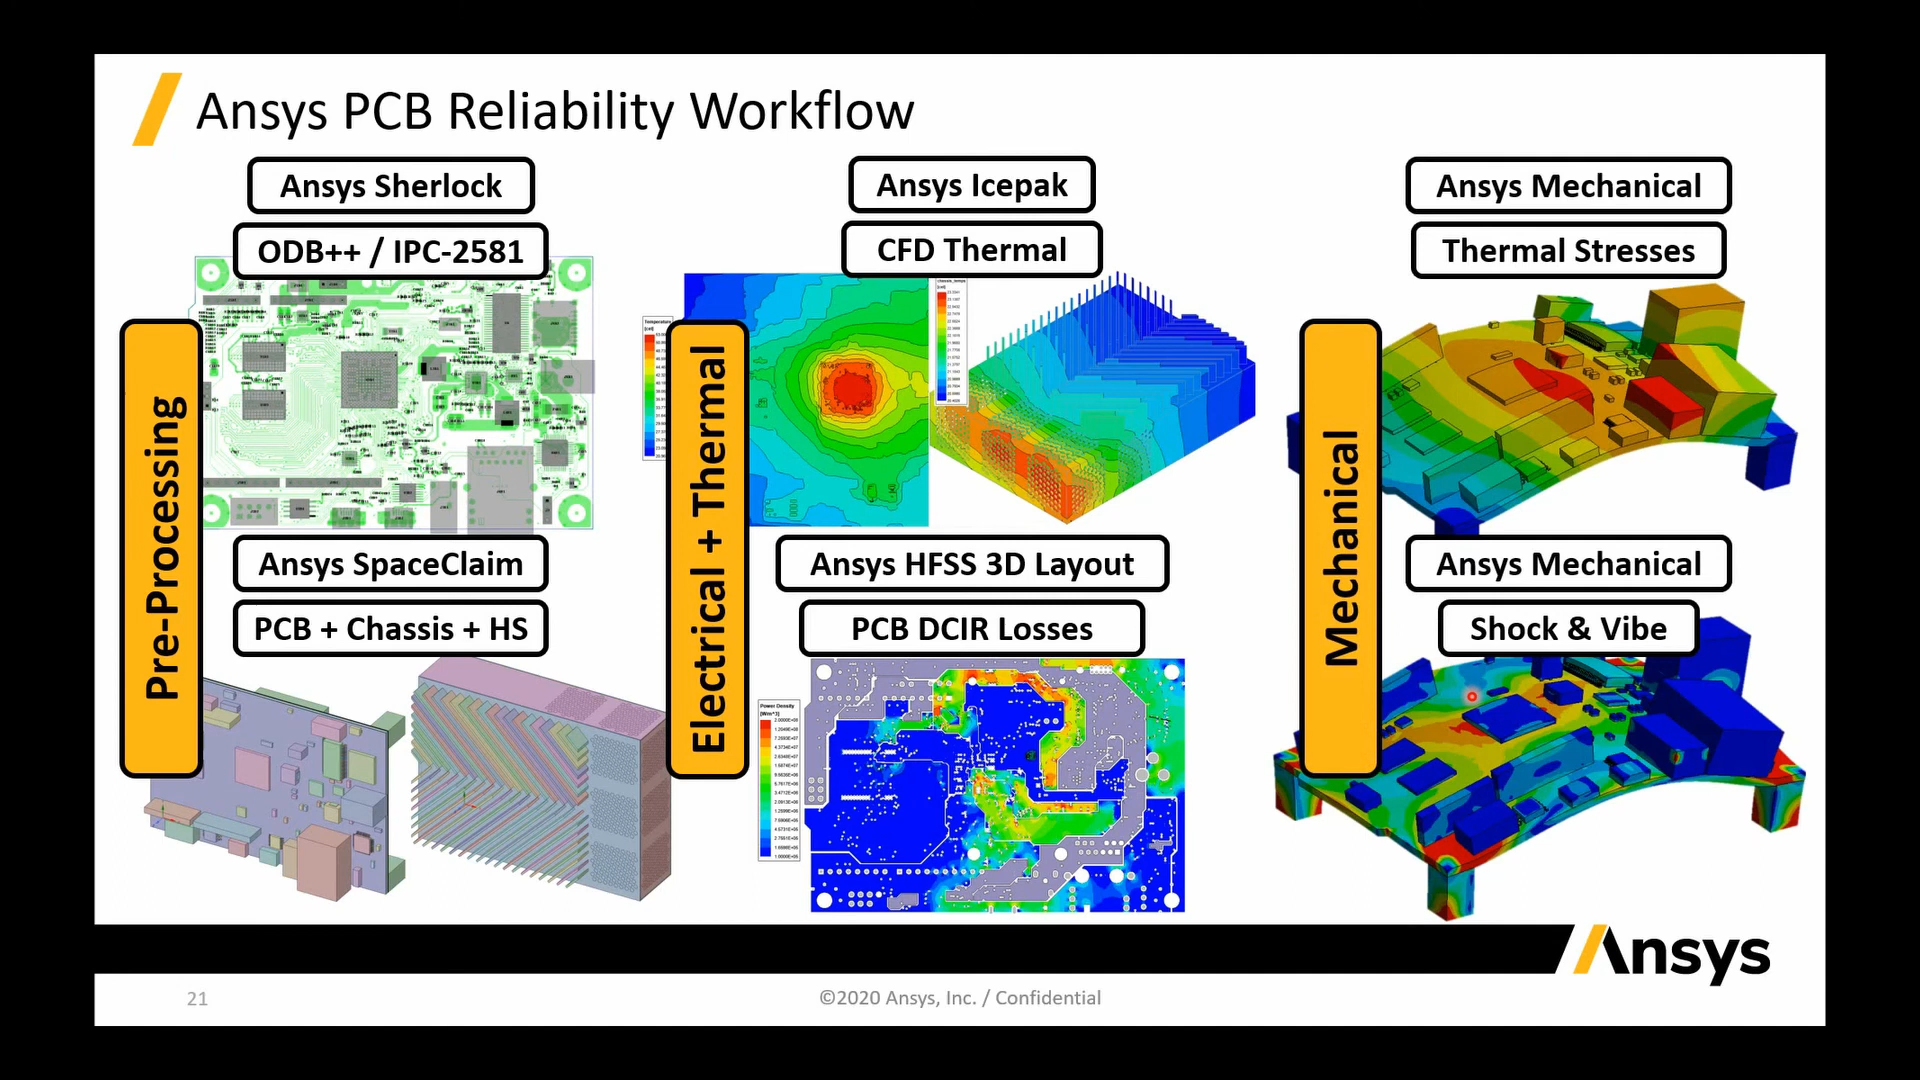 Ansys PCB Reliability Workflow
Pre-Processing
Ansys Sherlock
ODB++ / IPC-2581
Ansys SpaceClaim
PCB + Chassis + HS
Electrical + Thermal
Ansys Icepak
CFD Thermal
Ansys HFSS 3D Layout
PCB DCIR Losses
Power Density
Mechanical
Ansys Mechanical
Thermal Stresses
Ansys Mechanical
Shock & Vibe
Ansys
21
©2020 Ansys, Inc. / Confidential